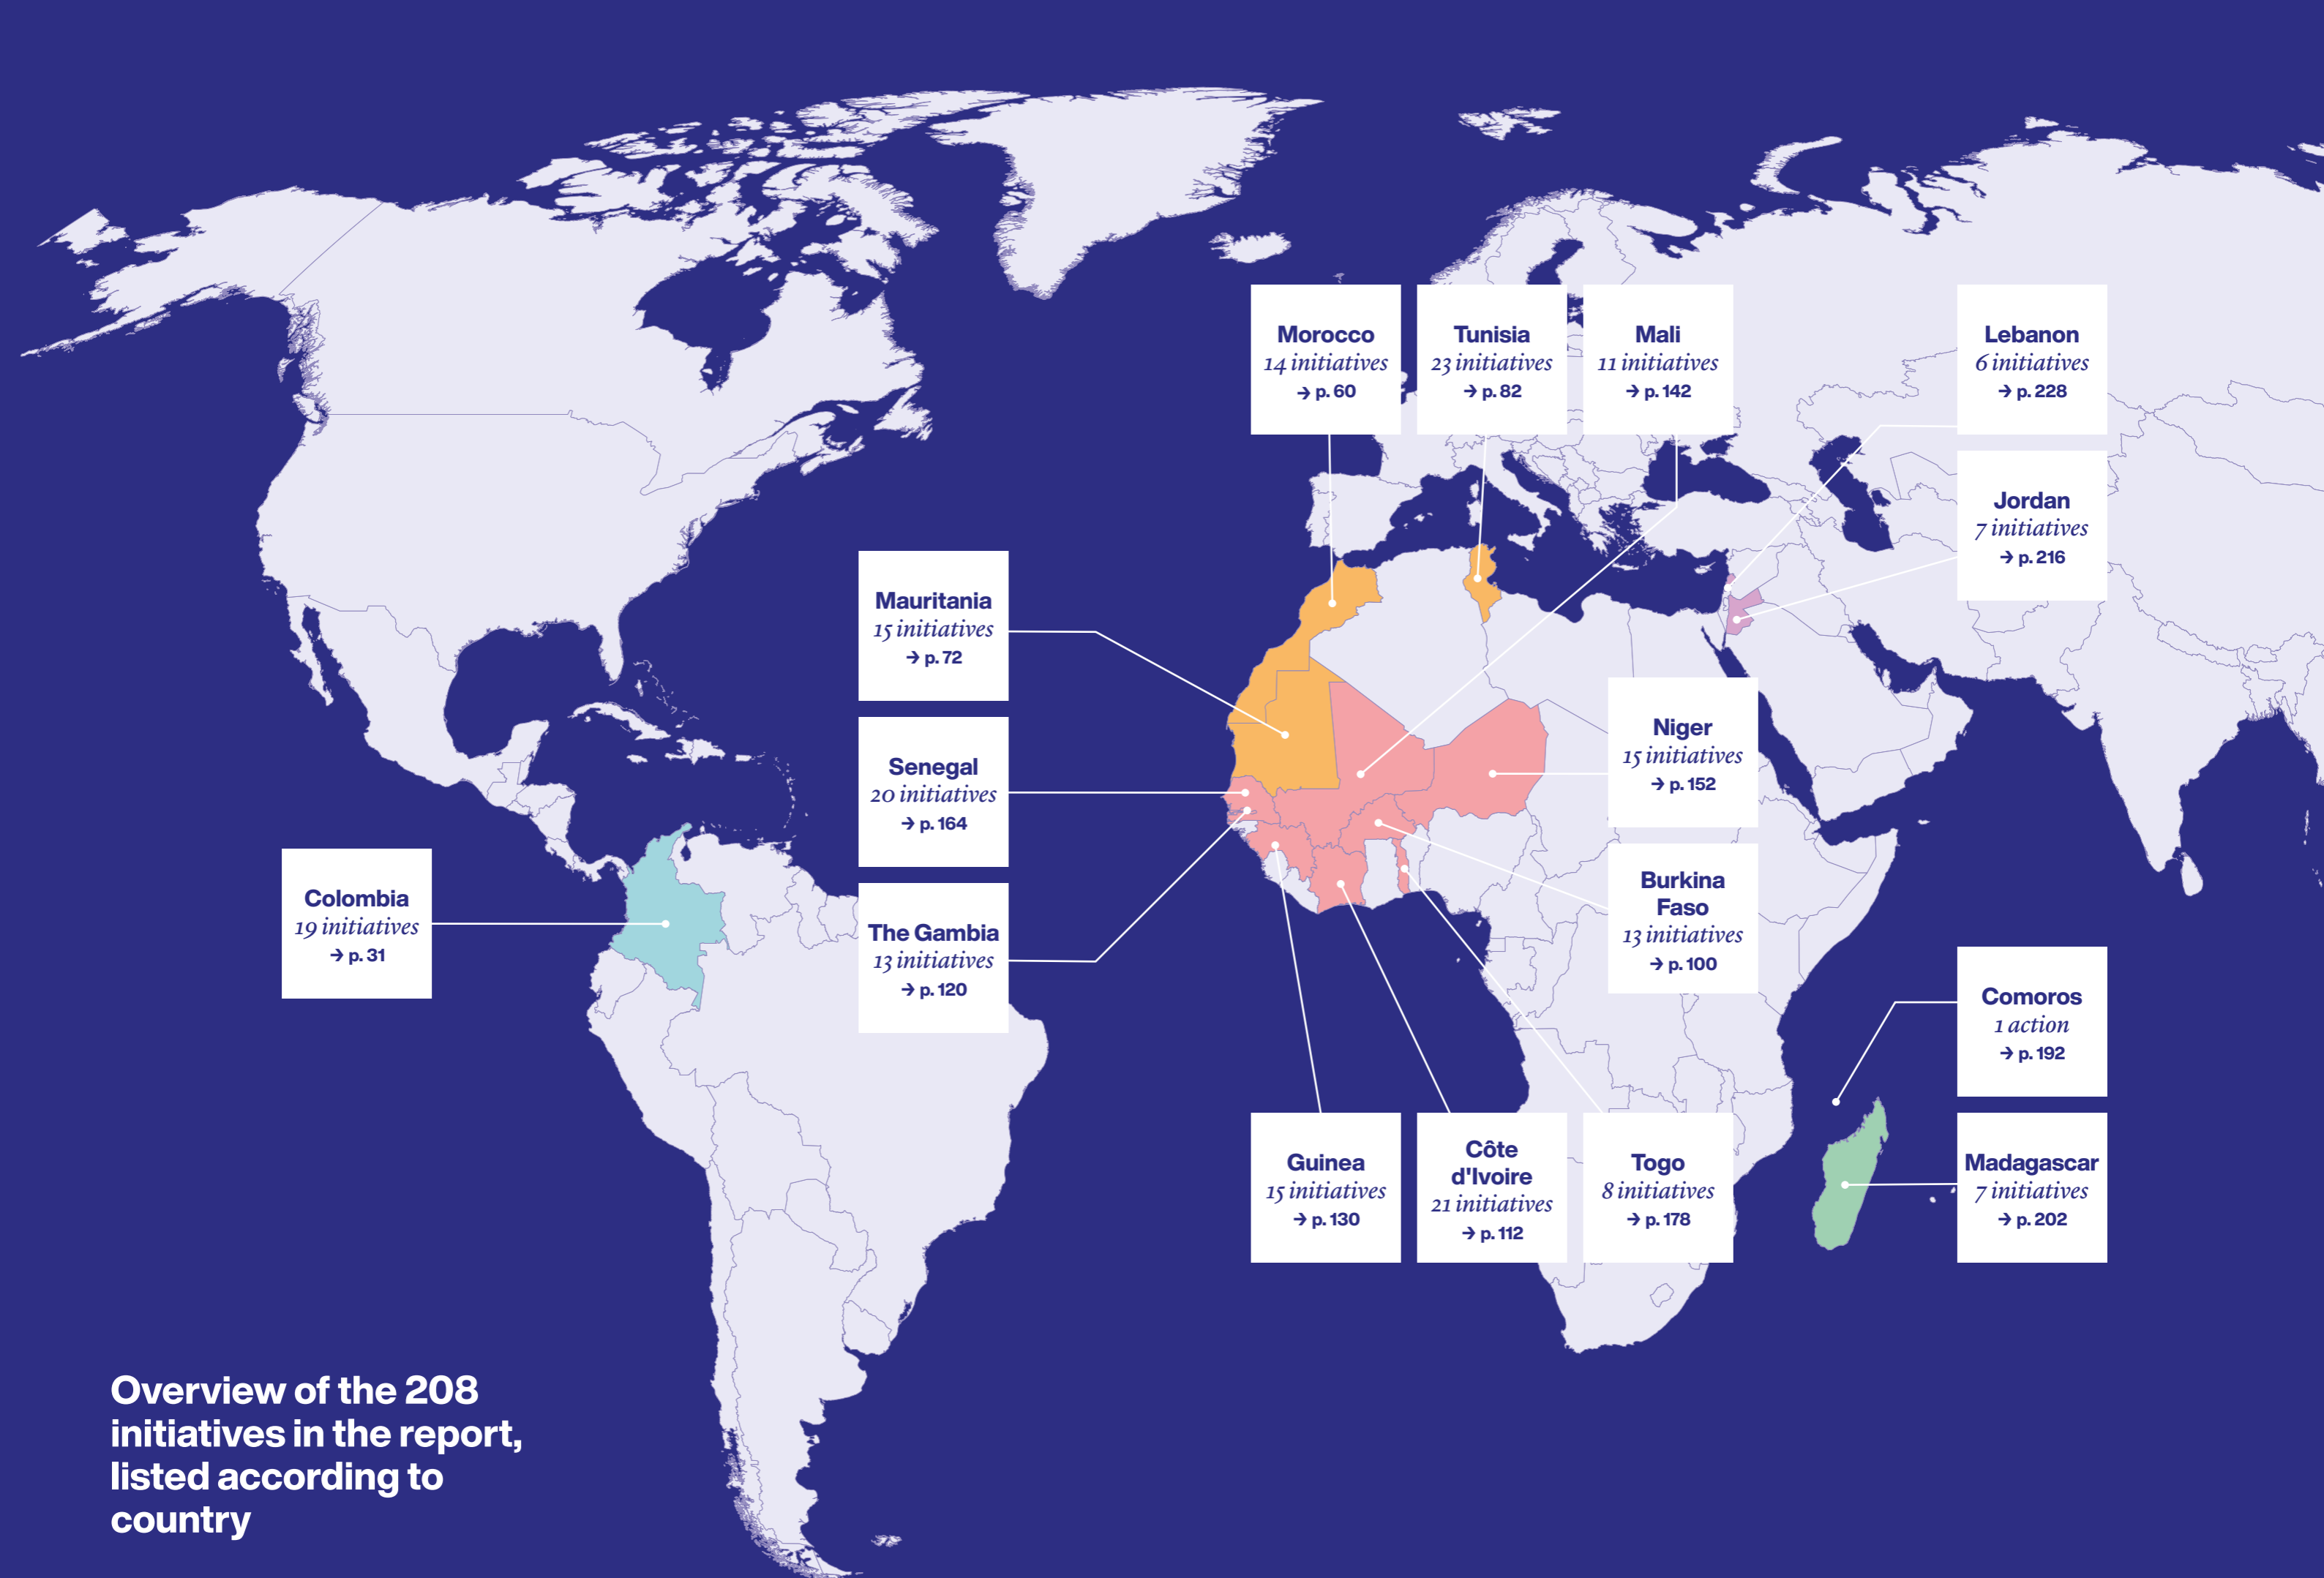 Morocco
14 initiatives
→ p. 60
Tunisia
23 initiatives
→ p. 82
Mali
11 initiatives
→ p. 142
Lebanon
6 initiatives
→ p. 228
Jordan
7 initiatives
→ p. 216
Mauritania
15 initiatives
→ p. 72
Senegal
20 initiatives
→ p. 164
The Gambia
13 initiatives
→ p. 120
Niger
15 initiatives
→ p. 152
Burkina
Faso
13 initiatives
→ p. 100
Colombia
19 initiatives
→ p. 31
Comoros
1 action
→ p. 192
Guinea
15 initiatives
→ p. 130
Côte
d'Ivoire
21 initiatives
→ p. 112
Togo
8 initiatives
→ p. 178
Madagascar
7 initiatives
→ p. 202
Overview of the 208
initiatives in the report,
listed according to
country